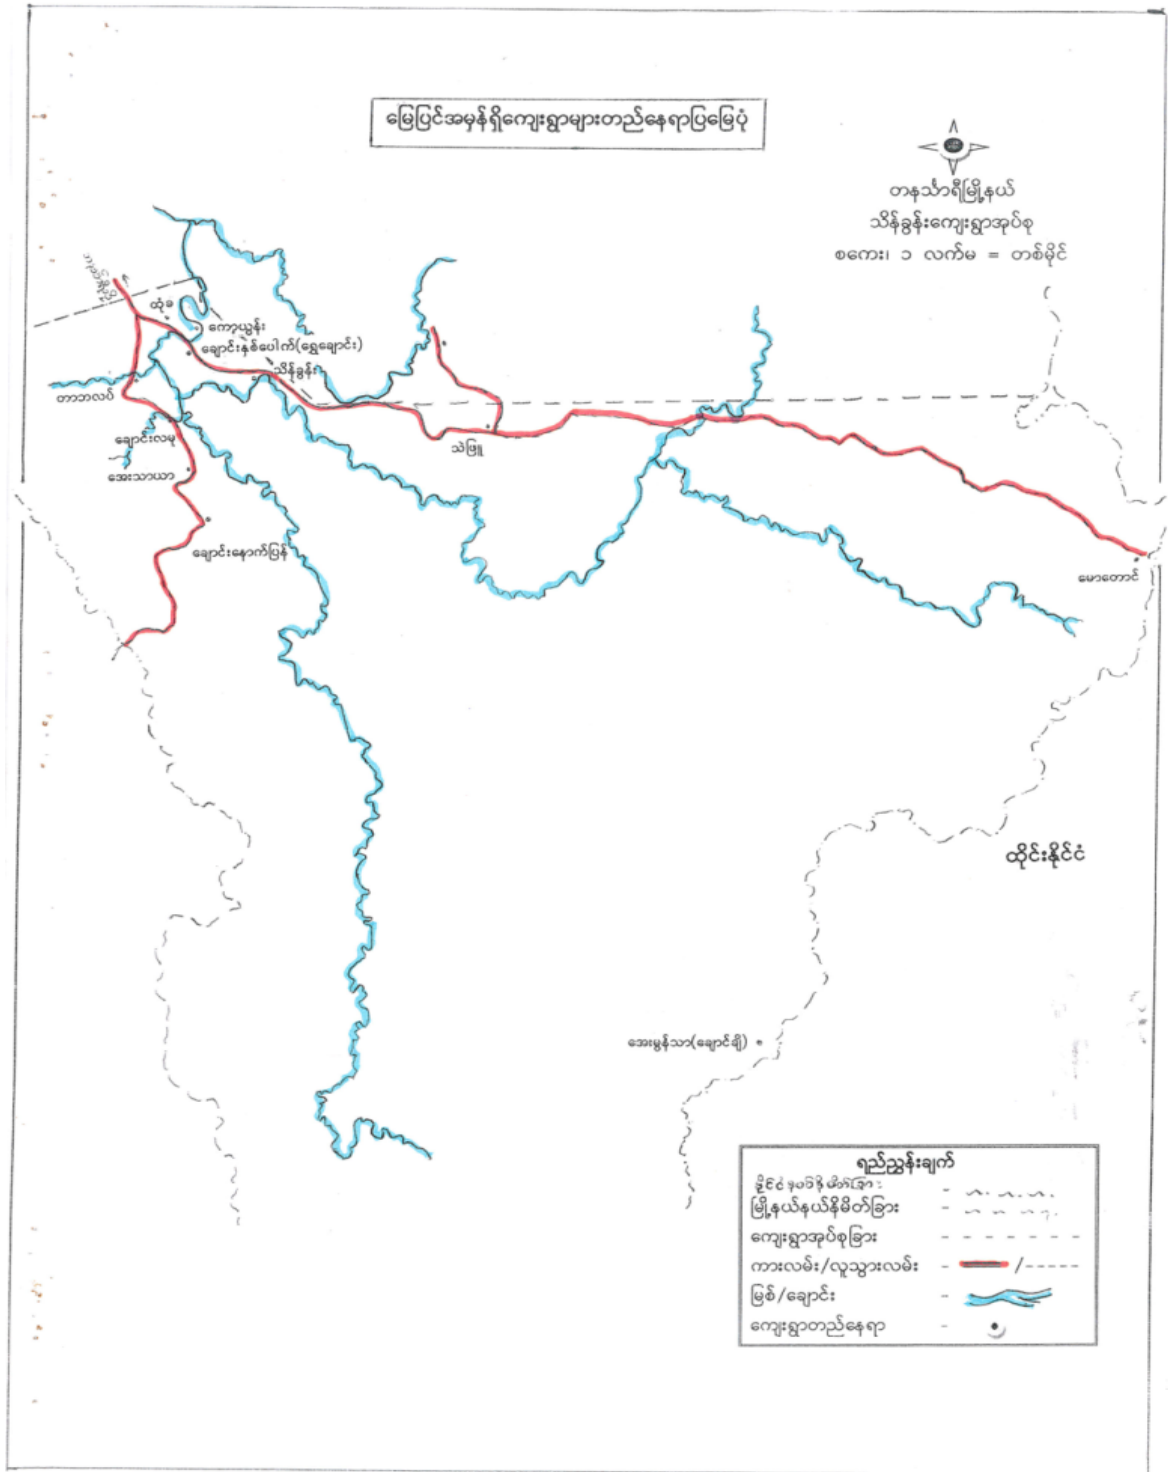 မြေပြင်အမှန်ရှိကျေးရွာများတည်နေရာပြမြေပုံ
တနင်္သာရီမြို့နယ်
သိန်ခွန်းကျေးရွာအုပ်စု
စကေး၊ ၁ လက်မ = တစ်မိုင်
ထုံခ
ကော့ယွန်း
ချောင်းနှစ်ပေါက်(ရွှေချောင်း)
သိန်ခွန်း
တာဘလပ်
ချောင်းလမု
သဲဖြူ
အေးသာယာ
ချောင်းနောက်ပြန်
မောတောင်
ထိုင်းနိုင်ငံ
အေးမွန်သာ(ချောင်ချီ)
ရည်ညွှန်းချက်
မြို့နယ်နယ်နိမိတ်ခြား -
ကျေးရွာအုပ်စုခြား -
ကားလမ်း/လူသွားလမ်း - /
မြစ်/ချောင်း -
ကျေးရွာတည်နေရာ -